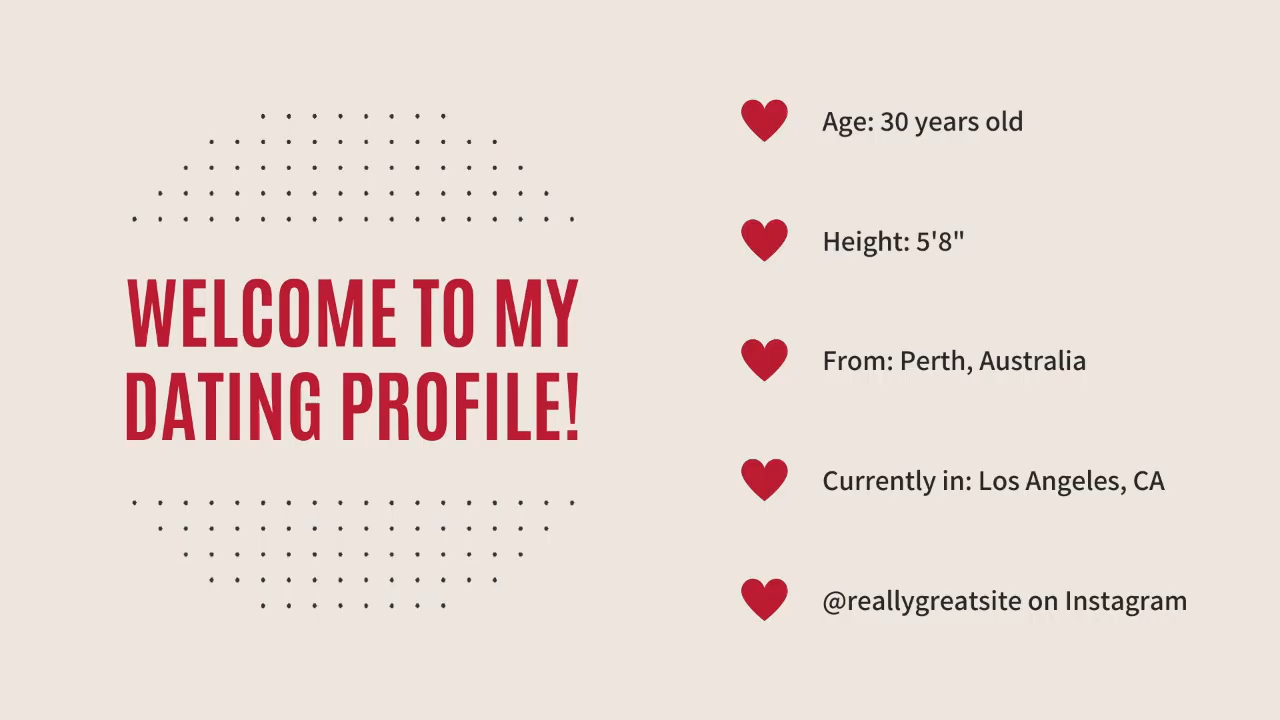 WELCOME TO MY
DATING PROFILE!
Age: 30 years old
Height: 5'8"
From: Perth, Australia
Currently in: Los Angeles, CA
@reallygreatsite on Instagram